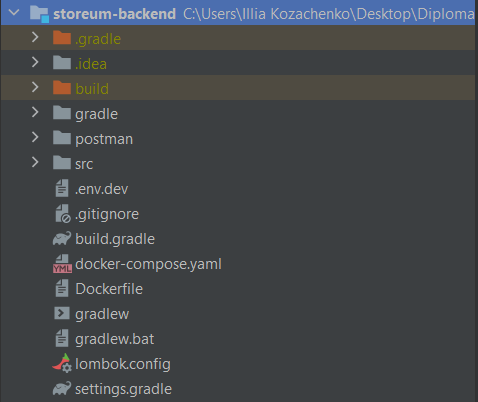 storeum-backend C:\Users\Illia Kozachenko\Desktop\Diploma
.gradle
.idea
build
gradle
postman
src
.env.dev
.gitignore
build.gradle
YML docker-compose.yaml
Dockerfile
gradlew
gradlew.bat
lombok.config
settings.gradle